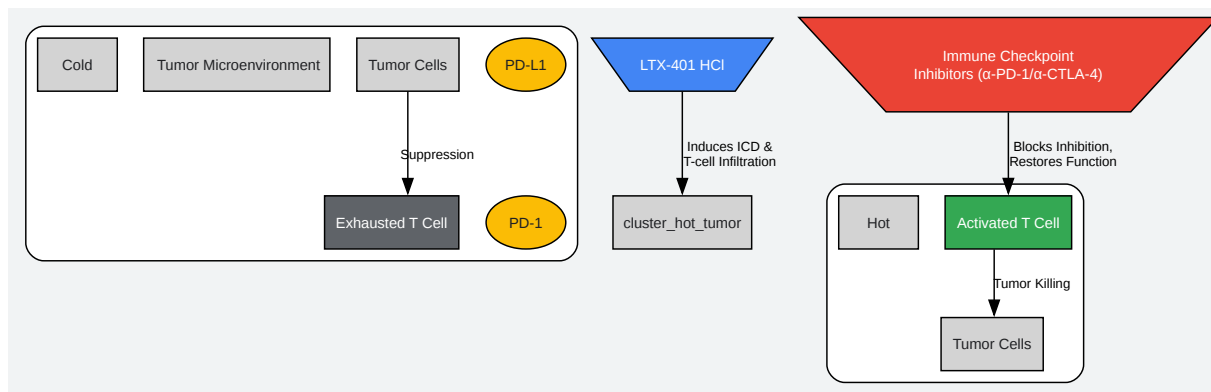 Cold
Tumor Microenvironment
Tumor Cells
PD-L1
LTX-401 HCl
Immune Checkpoint
Inhibitors (α-PD-1/α-CTLA-4)
Suppression
Induces ICD &
T-cell Infiltration
Blocks Inhibition,
Restores Function
Exhausted T Cell
PD-1
cluster_hot_tumor
Hot
Activated T Cell
Tumor Killing
Tumor Cells